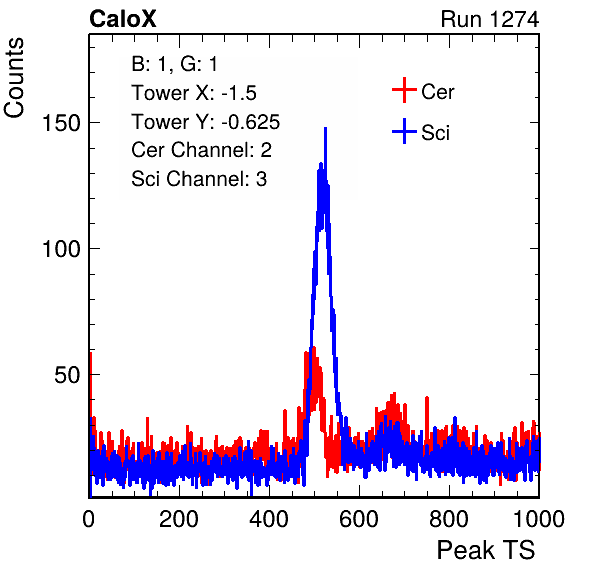 CaloX Run 1274
Counts
B: 1, G: 1
Tower X: -1.5
Tower Y: -0.625
Cer Channel: 2
Sci Channel: 3
Cer
Sci
150
100
50
0 200 400 600 800 1000
Peak TS